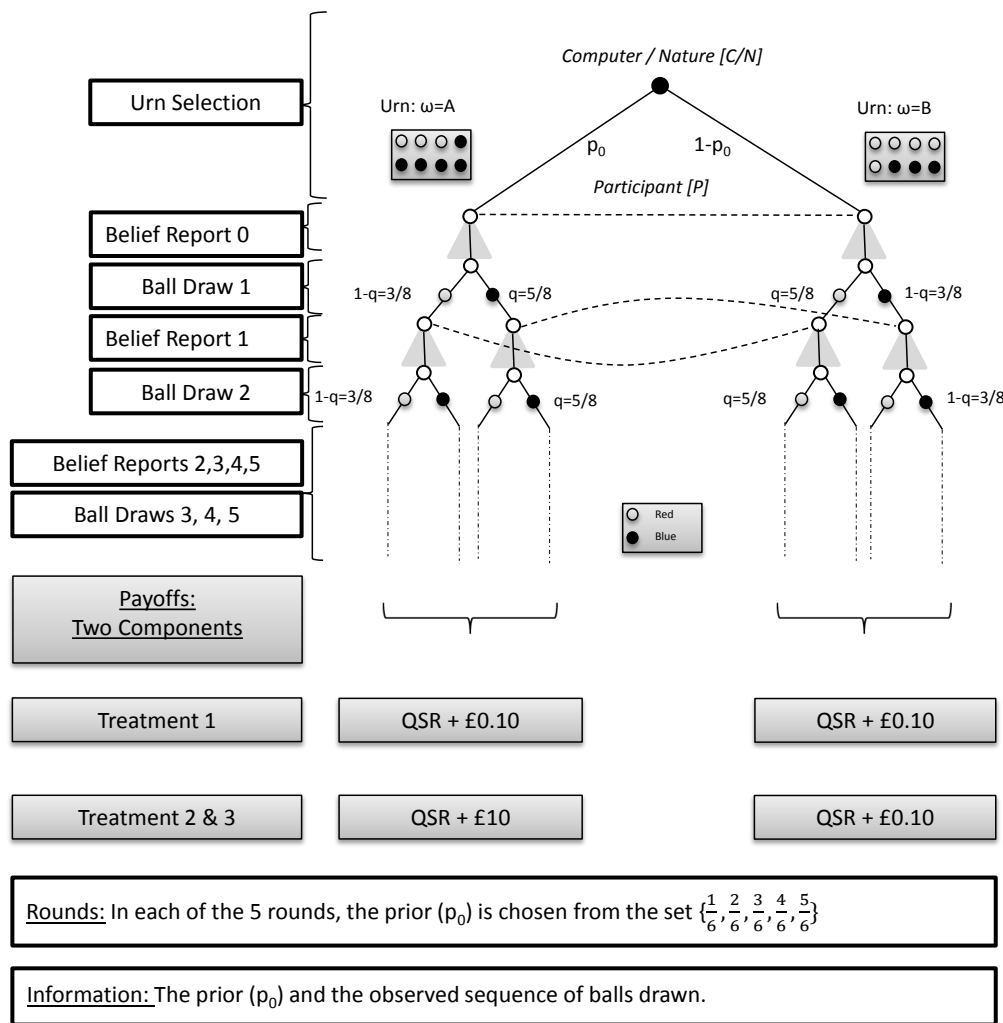 Computer / Nature [C/N]
Urn Selection
Urn: ω=A
Urn: ω=B
p₀
1-p₀
Participant [P]
Belief Report 0
Ball Draw 1
1-q=3/8
q=5/8
q=5/8
1-q=3/8
Belief Report 1
Ball Draw 2
1-q=3/8
q=5/8
q=5/8
1-q=3/8
Belief Reports 2,3,4,5
Ball Draws 3, 4, 5
Red
Blue
Payoffs:
Two Components
Treatment 1
QSR + £0.10
QSR + £0.10
Treatment 2 & 3
QSR + £10
QSR + £0.10
Rounds: In each of the 5 rounds, the prior (p₀) is chosen from the set {1/6, 2/6, 3/6, 4/6, 5/6}
Information: The prior (p₀) and the observed sequence of balls drawn.